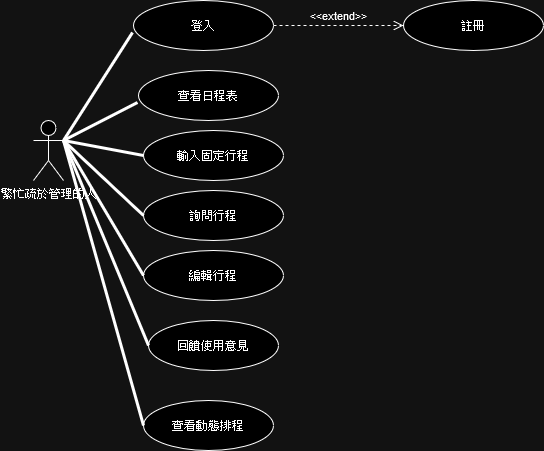 登入
<<extend>>
註冊
查看日程表
輸入固定行程
詢問行程
繁忙疏於管理的人
編輯行程
回饋使用意見
查看動態排程